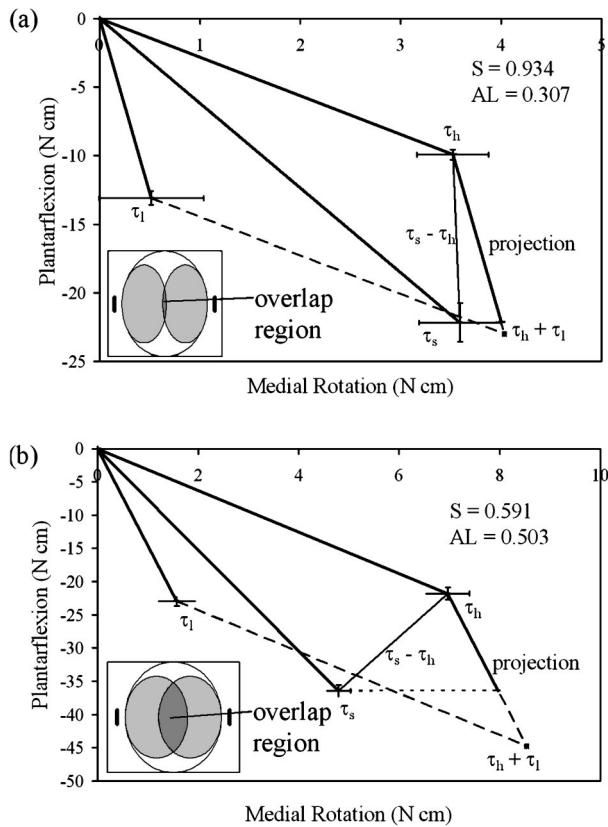 (a)
0
0 1 2 3 4 5
-5
-10
-15
-20
-25
Plantarflexion (N cm)
S = 0.934
AL = 0.307
τh
τl
τs - τh
projection
τs
τh + τl
overlap
region
Medial Rotation (N cm)
(b)
0
0 2 4 6 8 10
-5
-10
-15
-20
-25
-30
-35
-40
-45
-50
Plantarflexion (N cm)
S = 0.591
AL = 0.503
τl
τh
τs - τh
projection
τs
overlap
region
τh + τl
Medial Rotation (N cm)